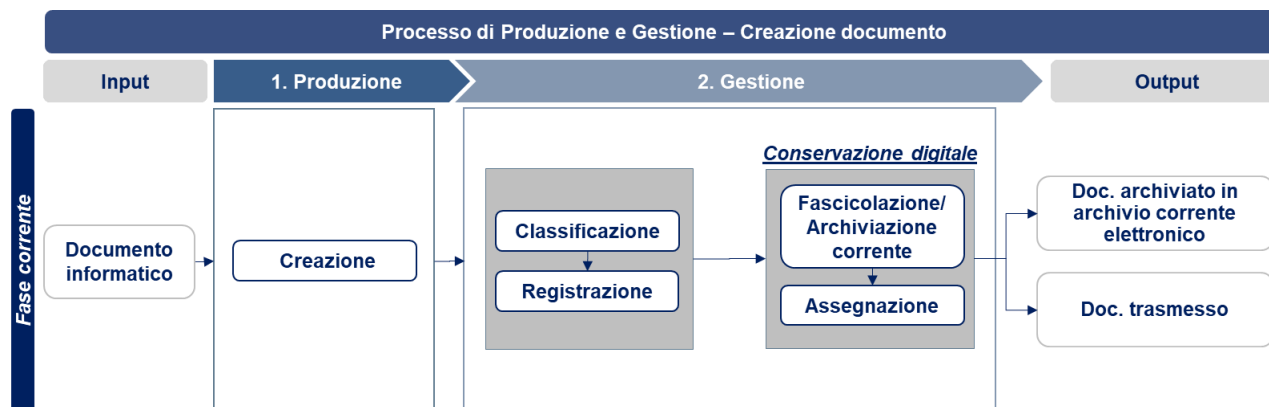 Processo di Produzione e Gestione – Creazione documento
Input
1. Produzione
2. Gestione
Output
Fase corrente
Documento
informatico
Creazione
Classificazione
Registrazione
Conservazione digitale
Fascicolazione/
Archiviazione
corrente
Assegnazione
Doc. archiviato in
archivio corrente
elettronico
Doc. trasmesso